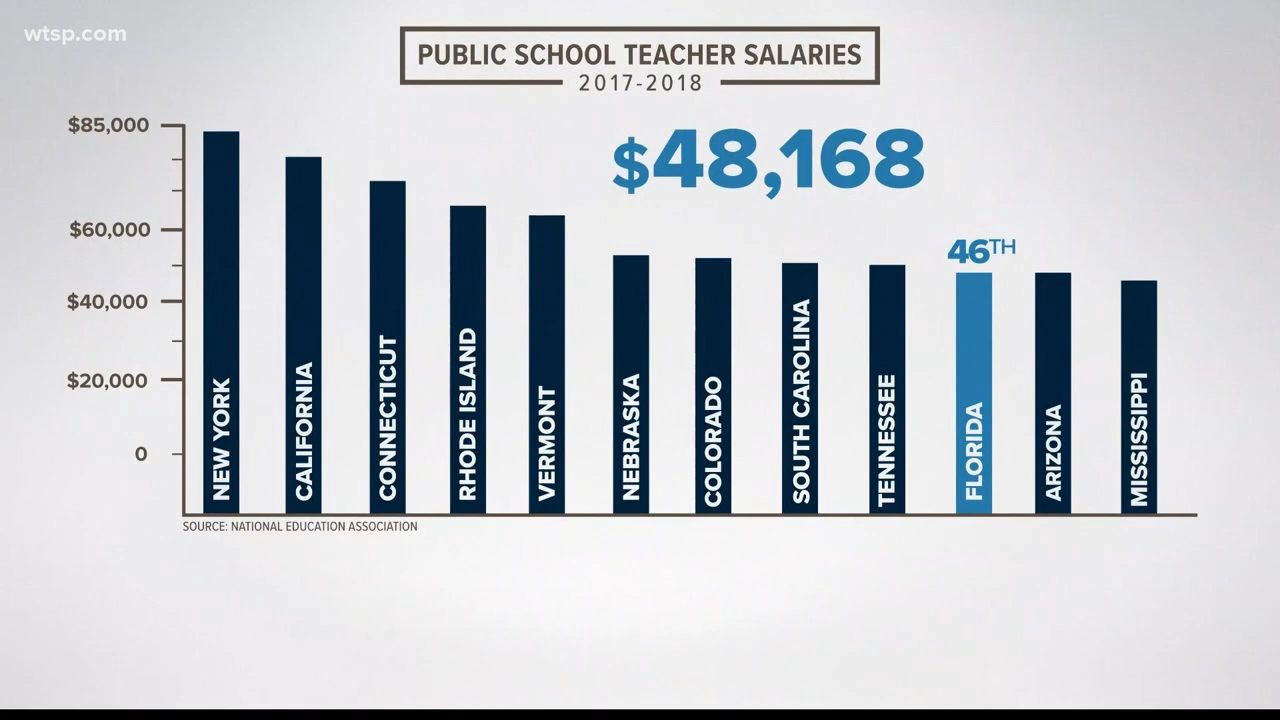 wtsp.com
PUBLIC SCHOOL TEACHER SALARIES
2017-2018
$48,168
46TH
$85,000
$60,000
$40,000
$20,000
0
NEW YORK
CALIFORNIA
CONNECTICUT
RHODE ISLAND
VERMONT
NEBRASKA
COLORADO
SOUTH CAROLINA
TENNESSEE
FLORIDA
ARIZONA
MISSISSIPPI
SOURCE: NATIONAL EDUCATION ASSOCIATION